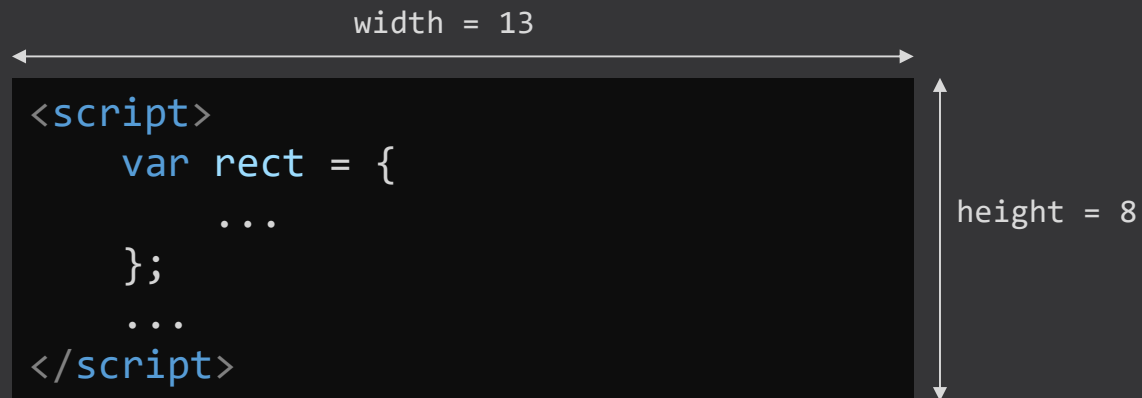 width = 13
<script>
var rect = {
...
};
...
</script>
height = 8